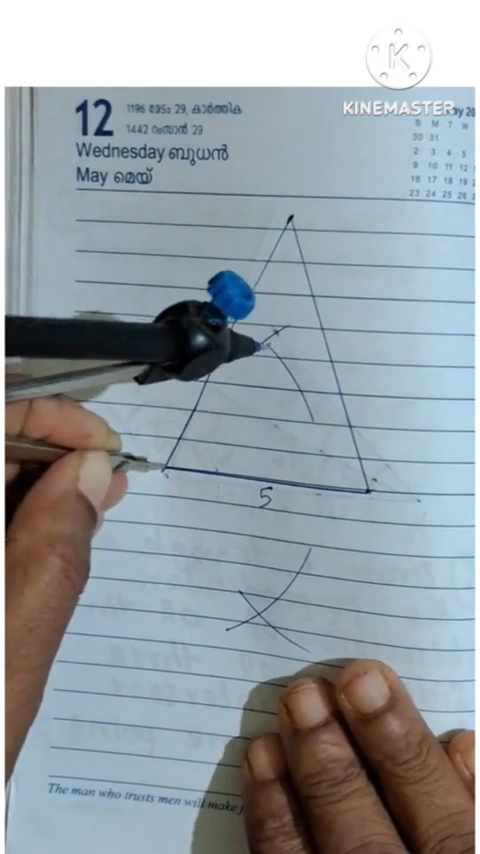 KINEMASTER
12
1196 മേടം 29, കാർത്തിക
1442 റംസാൻ 29
Wednesday ബുധൻ
May മെയ്
S M T W
30 31
2 3 4 5
9 10 11 12
16 17 18 19
23 24 25 26
5
The man who trusts men will make